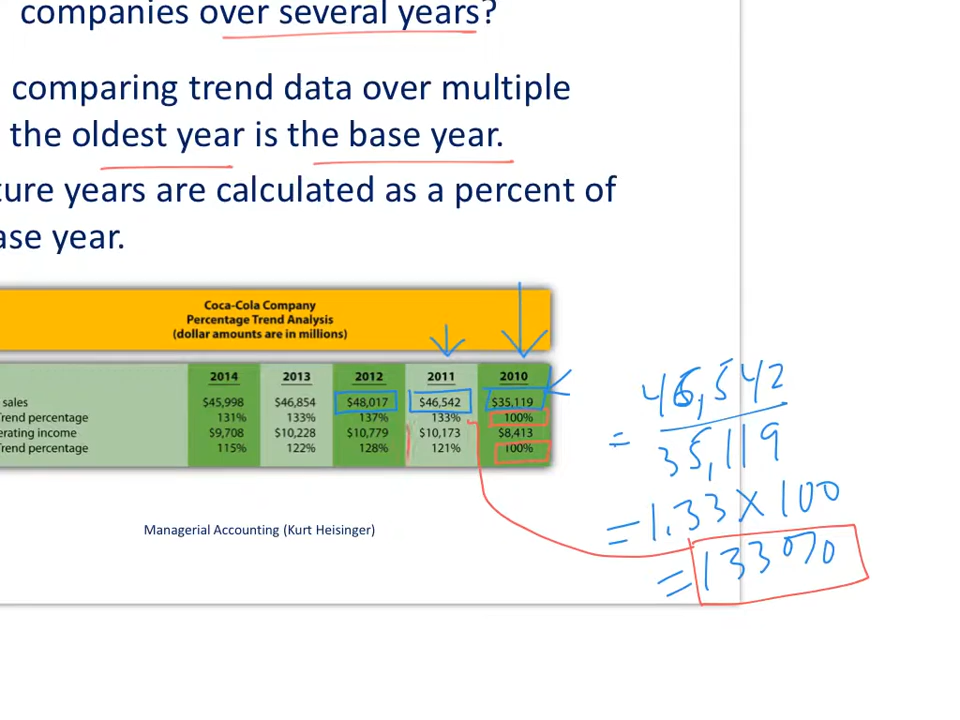 companies over several years?
comparing trend data over multiple
the oldest year is the base year.
ture years are calculated as a percent of
ase year.
Coca-Cola Company
Percentage Trend Analysis
(dollar amounts are in millions)
2014 2013 2012 2011 2010
sales $45,998 $46,854 $48,017 $46,542 $35,119
Trend percentage 131% 133% 137% 133% 100%
erating income $9,708 $10,228 $10,779 $10,173 $8,413
Trend percentage 115% 122% 128% 121% 100%
Managerial Accounting (Kurt Heisinger)
46,542
=
35,119
= 1.33 X 100
= 133%